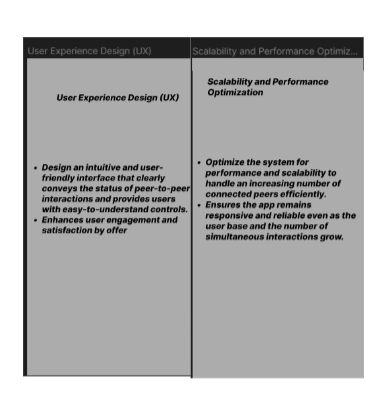 User Experience Design (UX)
Scalability and Performance Optimiz...
User Experience Design (UX)
• Design an intuitive and user-
friendly interface that clearly
conveys the status of peer-to-peer
interactions and provides users
with easy-to-understand controls.
• Enhances user engagement and
satisfaction by offer
Scalability and Performance
Optimization
• Optimize the system for
performance and scalability to
handle an increasing number of
connected peers efficiently.
• Ensures the app remains
responsive and reliable even as the
user base and the number of
simultaneous interactions grow.